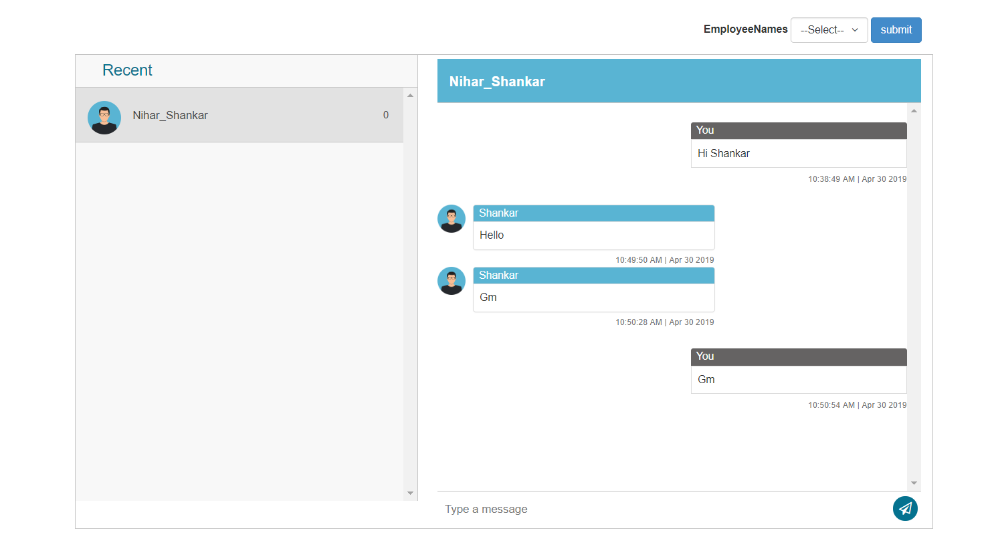 EmployeeNames --Select-- submit
Recent
Nihar_Shankar 0
Nihar_Shankar
You
Hi Shankar
10:38:49 AM | Apr 30 2019
Shankar
Hello
10:49:50 AM | Apr 30 2019
Shankar
Gm
10:50:28 AM | Apr 30 2019
You
Gm
10:50:54 AM | Apr 30 2019
Type a message